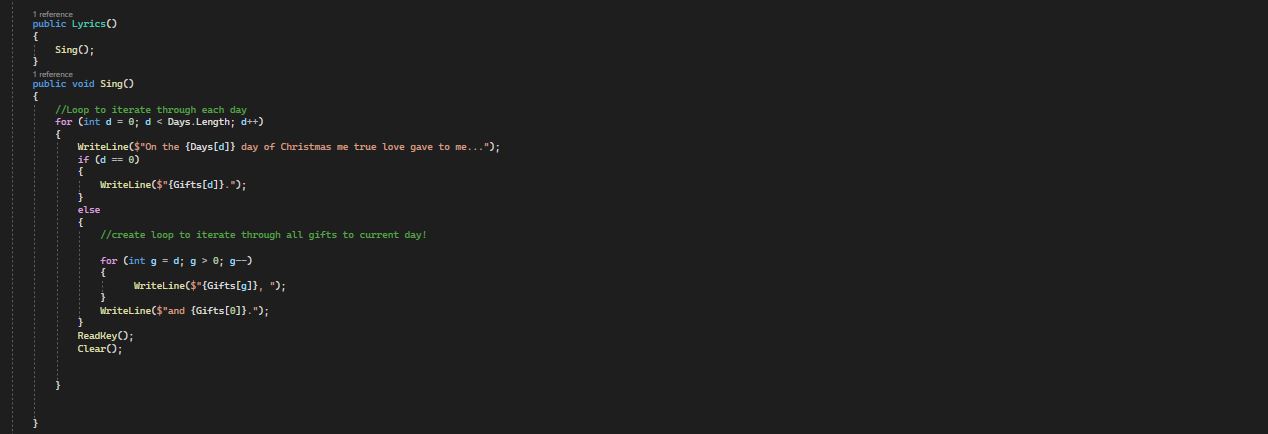 1 reference
public Lyrics()
{
Sing();
}
1 reference
public void Sing()
{
//Loop to iterate through each day
for (int d = 0; d < Days.Length; d++)
{
WriteLine($"On the {Days[d]} day of Christmas me true love gave to me...");
if (d == 0)
{
WriteLine($"{Gifts[d]}.");
}
else
{
//create loop to iterate through all gifts to current day!
for (int g = d; g > 0; g--)
{
WriteLine($"{Gifts[g]}, ");
}
WriteLine($"and {Gifts[0]}.");
}
ReadKey();
Clear();
}
}